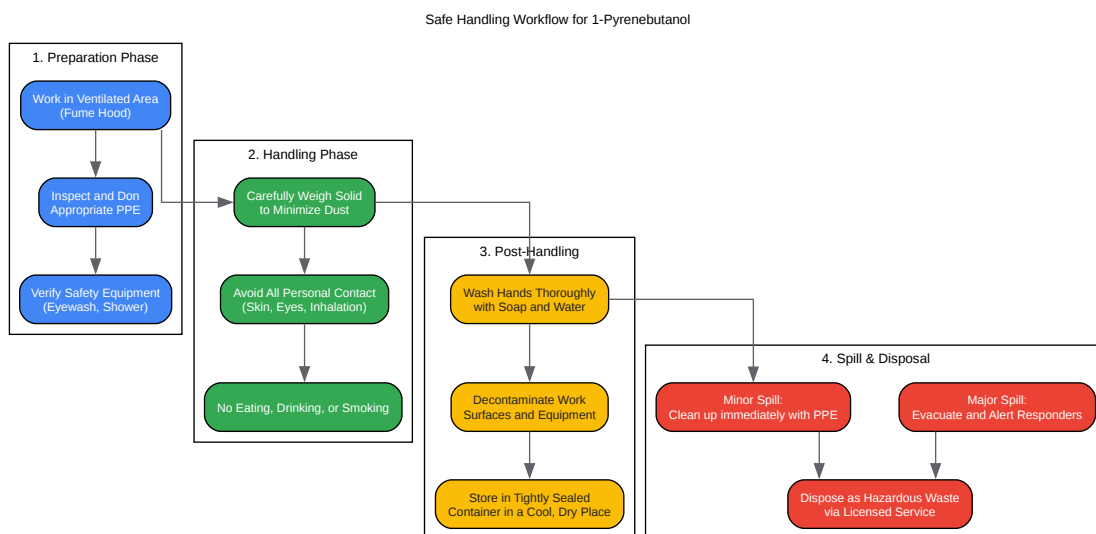 Safe Handling Workflow for 1-Pyrenebutanol
1. Preparation Phase
Work in Ventilated Area
(Fume Hood)
Inspect and Don
Appropriate PPE
Verify Safety Equipment
(Eyewash, Shower)
2. Handling Phase
Carefully Weigh Solid
to Minimize Dust
Avoid All Personal Contact
(Skin, Eyes, Inhalation)
No Eating, Drinking, or Smoking
3. Post-Handling
Wash Hands Thoroughly
with Soap and Water
Decontaminate Work
Surfaces and Equipment
Store in Tightly Sealed
Container in a Cool, Dry Place
4. Spill & Disposal
Minor Spill:
Clean up immediately with PPE
Major Spill:
Evacuate and Alert Responders
Dispose as Hazardous Waste
via Licensed Service